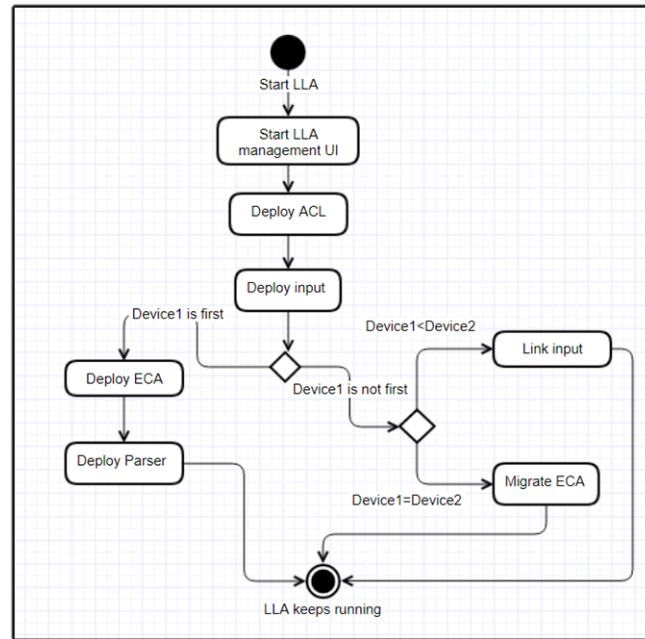 Start LLA
Start LLA
management UI
Deploy ACL
Deploy input
Device1 is first
Device1<Device2
Link input
Deploy ECA
Device1 is not first
Deploy Parser
Migrate ECA
Device1=Device2
LLA keeps running